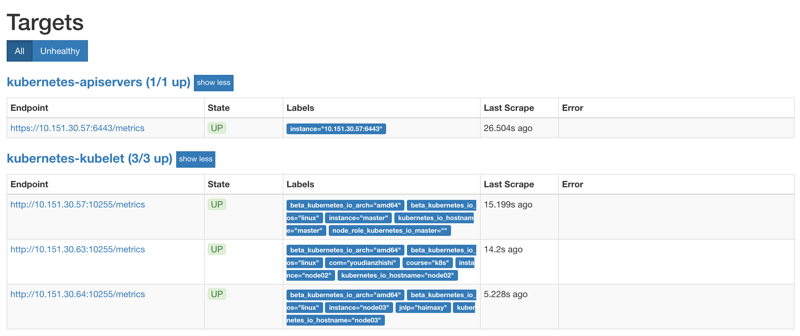 Targets
All Unhealthy
kubernetes-apiservers (1/1 up) show less
Endpoint State Labels Last Scrape Error
https://10.151.30.57:6443/metrics UP instance="10.151.30.57:6443" 26.504s ago
kubernetes-kubelet (3/3 up) show less
Endpoint State Labels Last Scrape Error
http://10.151.30.57:10255/metrics UP beta_kubernetes_io_arch="amd64" beta_kubernetes_io_ 15.199s ago
os="linux" instance="master" kubernetes_io_hostnam
e="master" node_role_kubernetes_io_master=""
http://10.151.30.63:10255/metrics UP beta_kubernetes_io_arch="amd64" beta_kubernetes_io_ 14.2s ago
os="linux" com="youdianzhishi" course="k8s" insta
nce="node02" kubernetes_io_hostname="node02"
http://10.151.30.64:10255/metrics UP beta_kubernetes_io_arch="amd64" beta_kubernetes_io_ 5.228s ago
os="linux" instance="node03" jnlp="haimaxy" kuber
netes_io_hostname="node03"